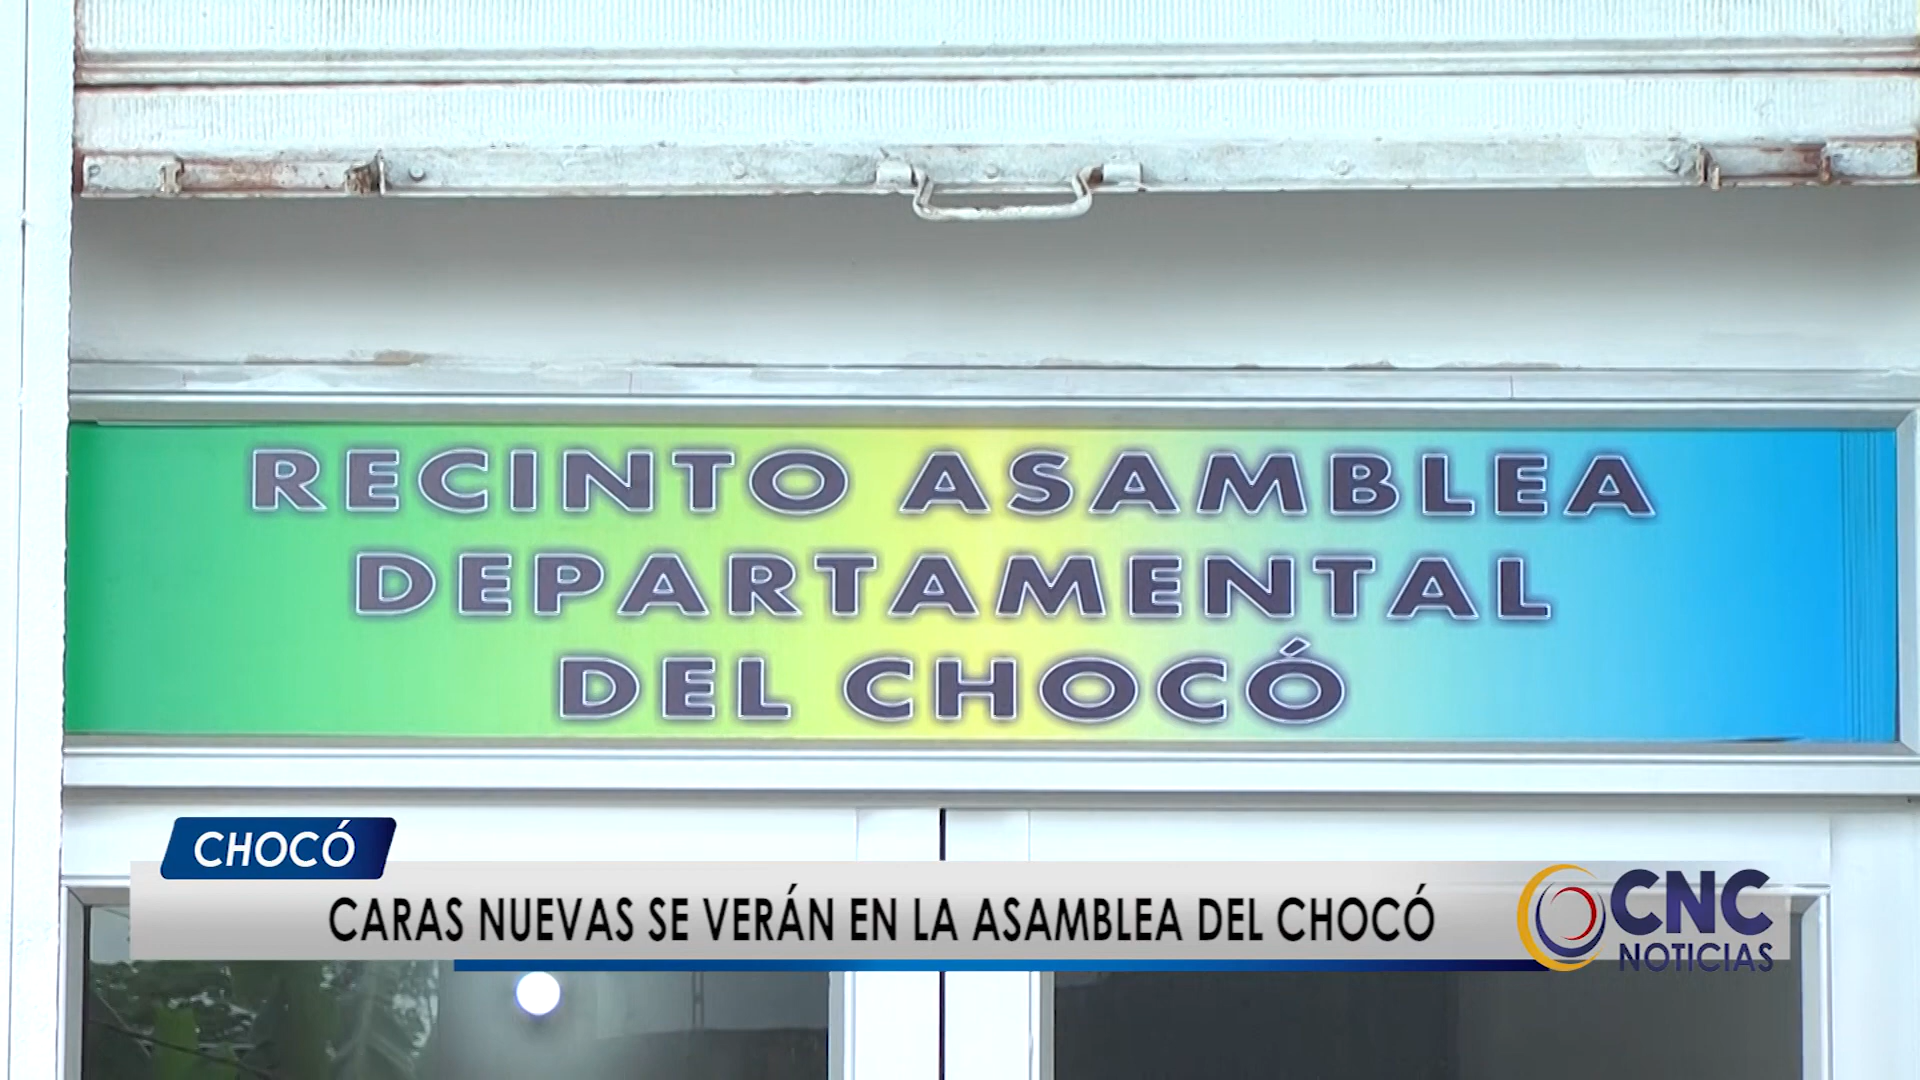 RECINTO ASAMBLEA
DEPARTAMENTAL
DEL CHOCÓ
CHOCÓ
CARAS NUEVAS SE VERÁN EN LA ASAMBLEA DEL CHOCÓ
CNC
NOTICIAS